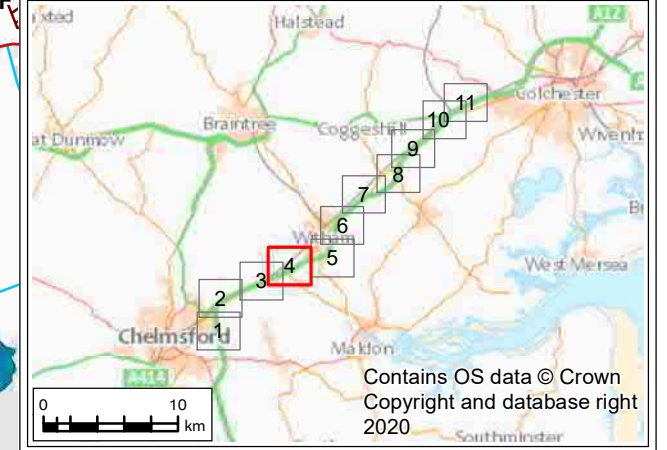 Halstead
A12
Colchester
11
10
Braintree
Coggeshall
at Dunmow
Wivenh
9
8
7
6
Witham
5
4
West Mersea
3
2
Chelmsford
1
Maldon
A414
Contains OS data © Crown
Copyright and database right
2020
0 10
km
Southminster